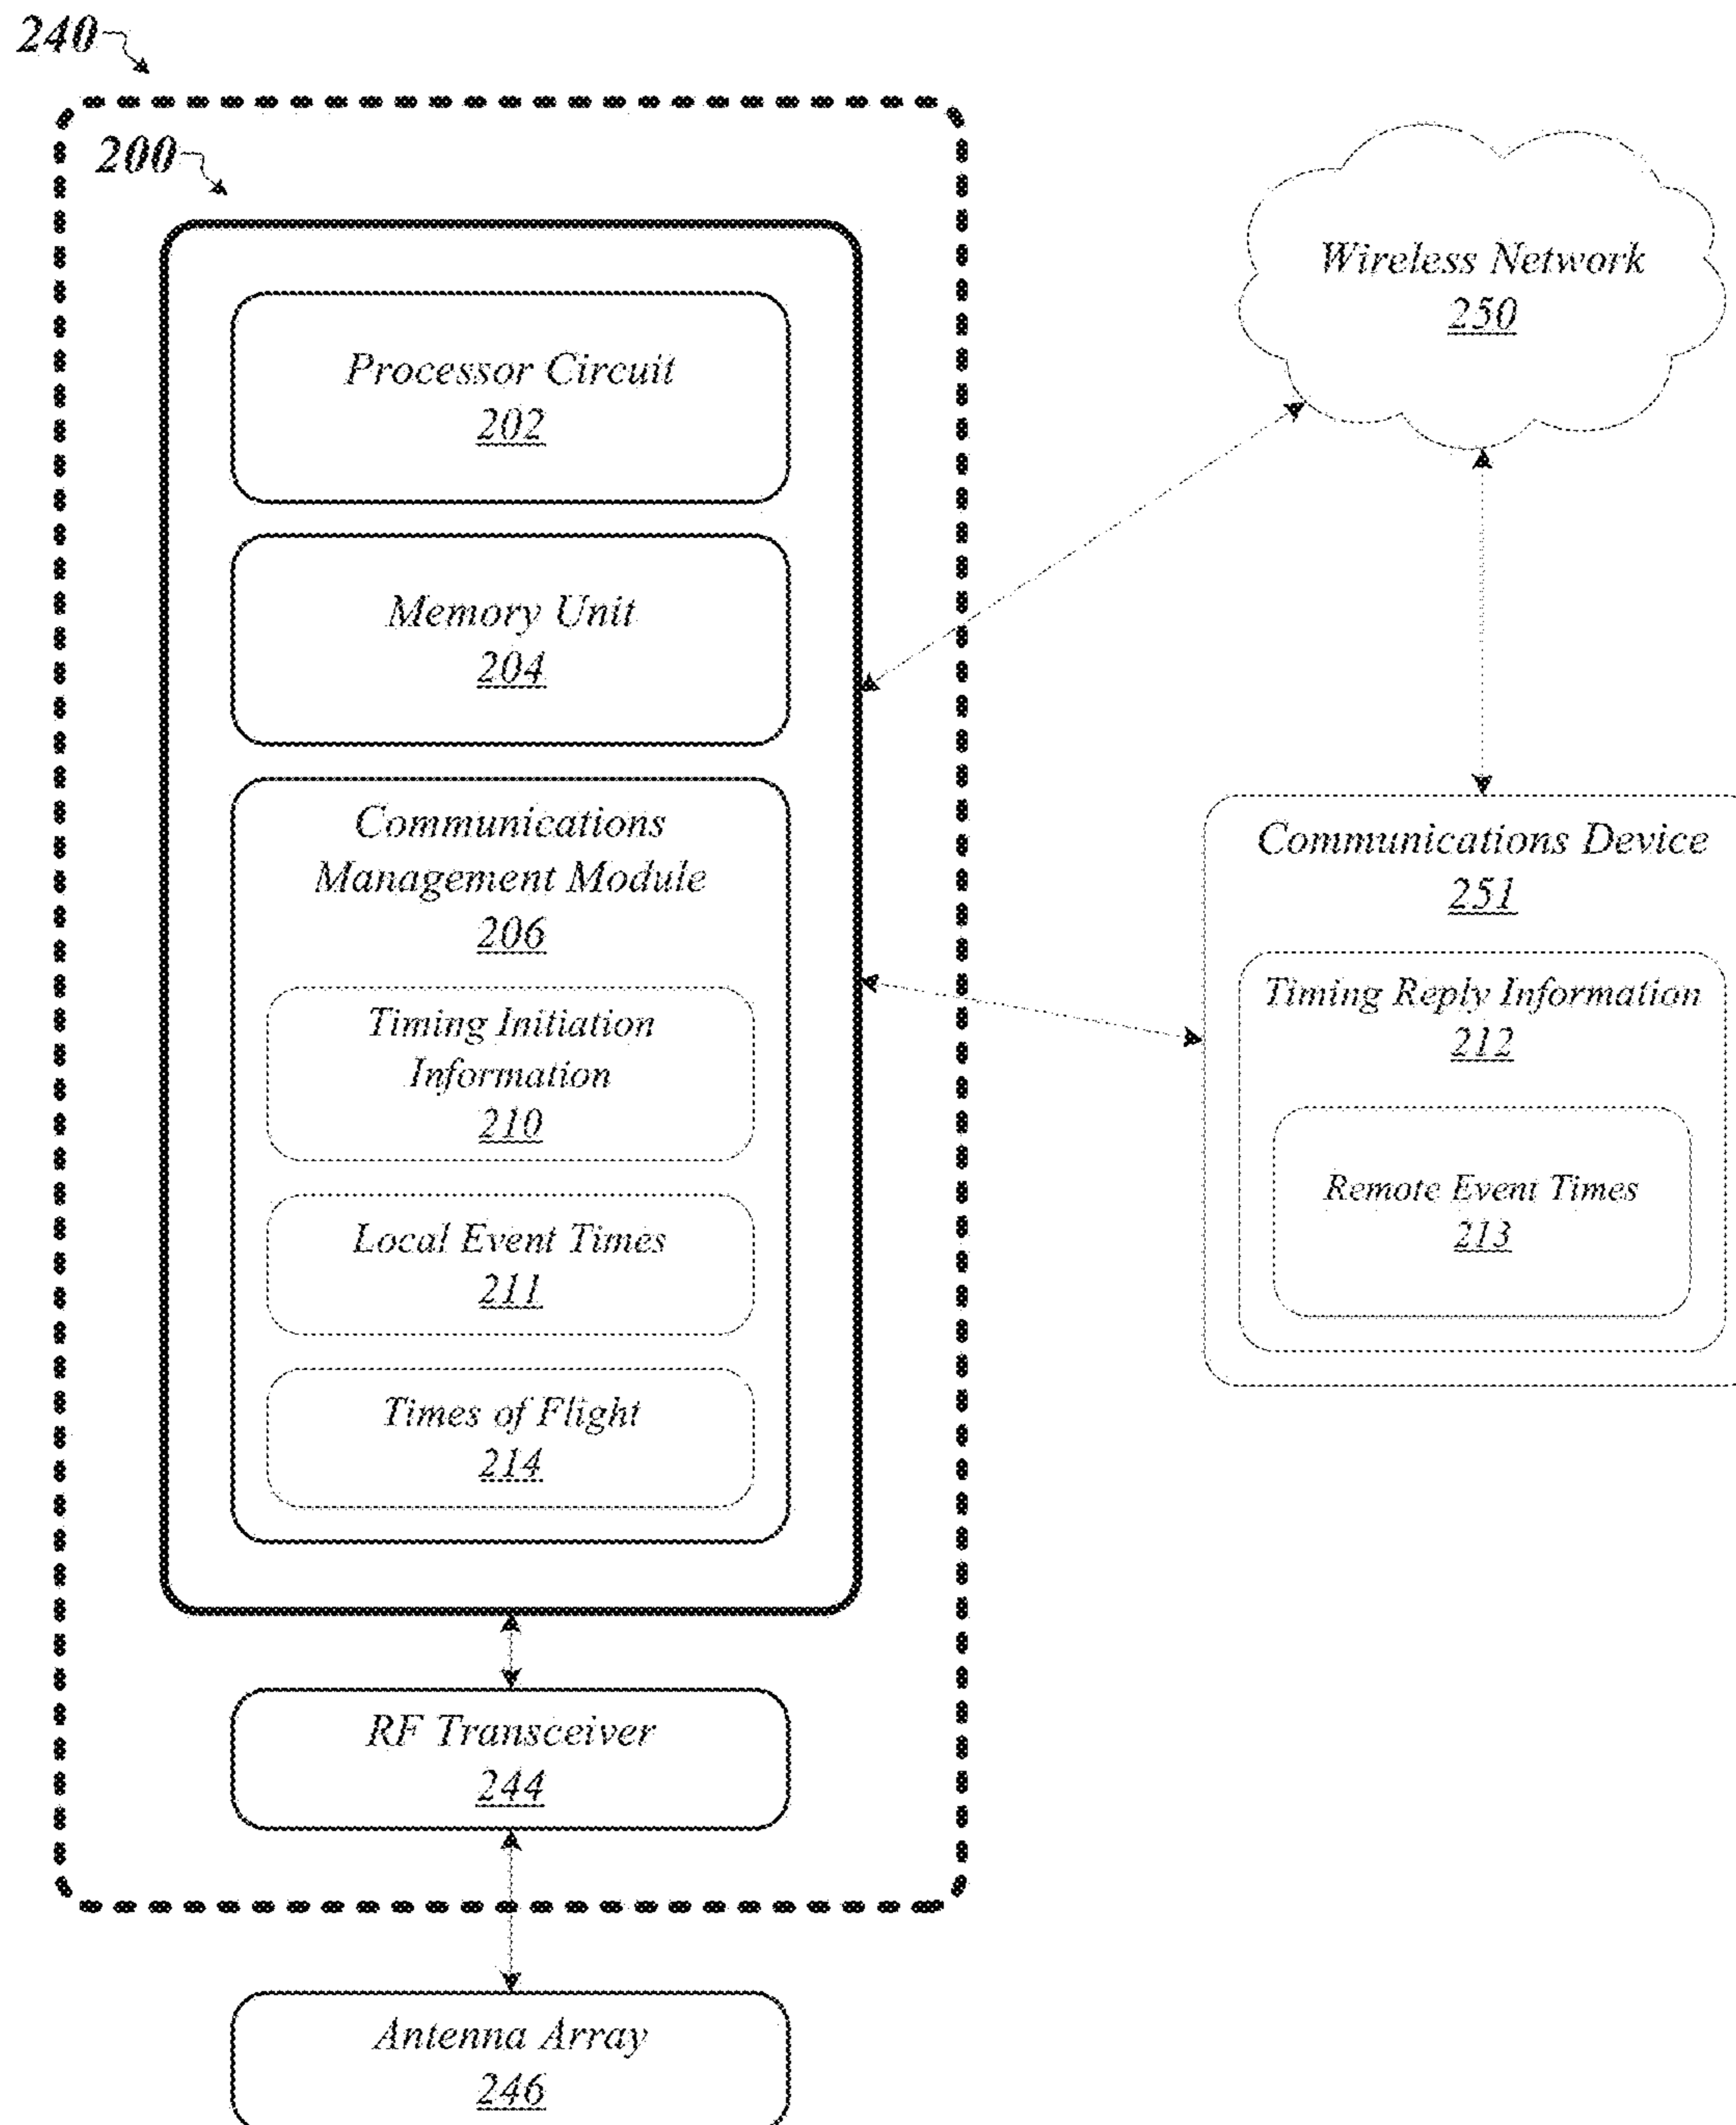 240
200
Processor Circuit
202
Memory Unit
204
Communications
Management Module
206
Timing Initiation
Information
210
Local Event Times
211
Times of Flight
214
RF Transceiver
244
Antenna Array
246
Wireless Network
250
Communications Device
251
Timing Reply Information
212
Remote Event Times
213